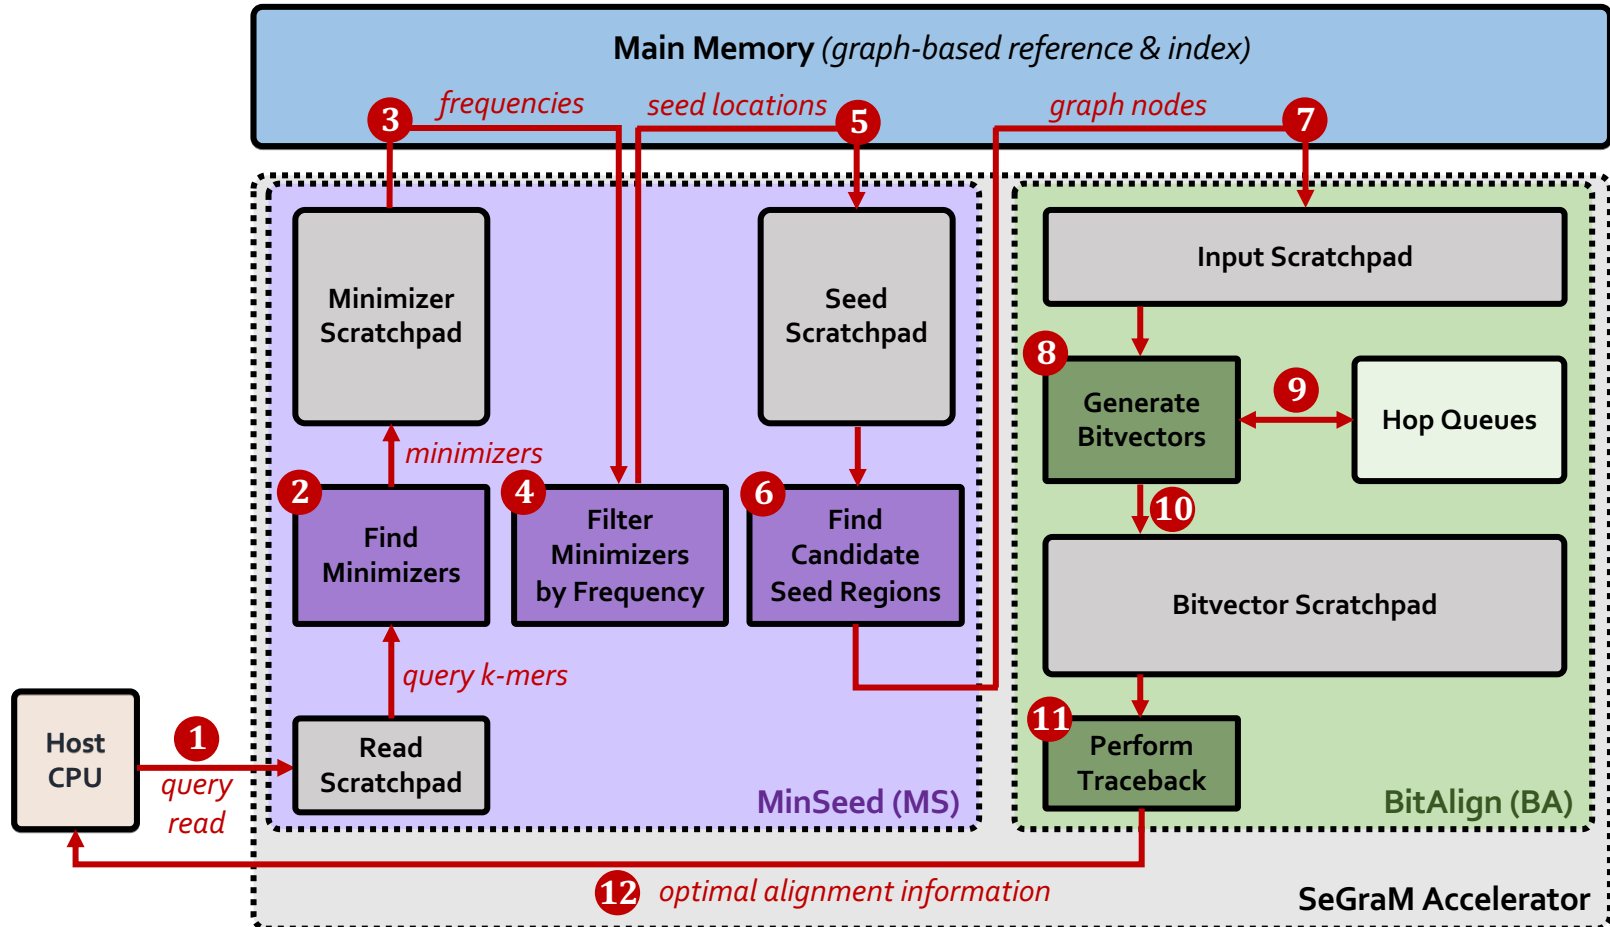 Main Memory (graph-based reference & index)
3
frequencies
seed locations
5
graph nodes
7
Minimizer
Scratchpad
Seed
Scratchpad
Input Scratchpad
8
Generate
Bitvectors
9
Hop Queues
minimizers
2
Find
Minimizers
4
Filter
Minimizers
by Frequency
6
Find
Candidate
Seed Regions
10
Bitvector Scratchpad
query k-mers
Host
CPU
1
query
read
Read
Scratchpad
MinSeed (MS)
11
Perform
Traceback
BitAlign (BA)
12
optimal alignment information
SeGraM Accelerator